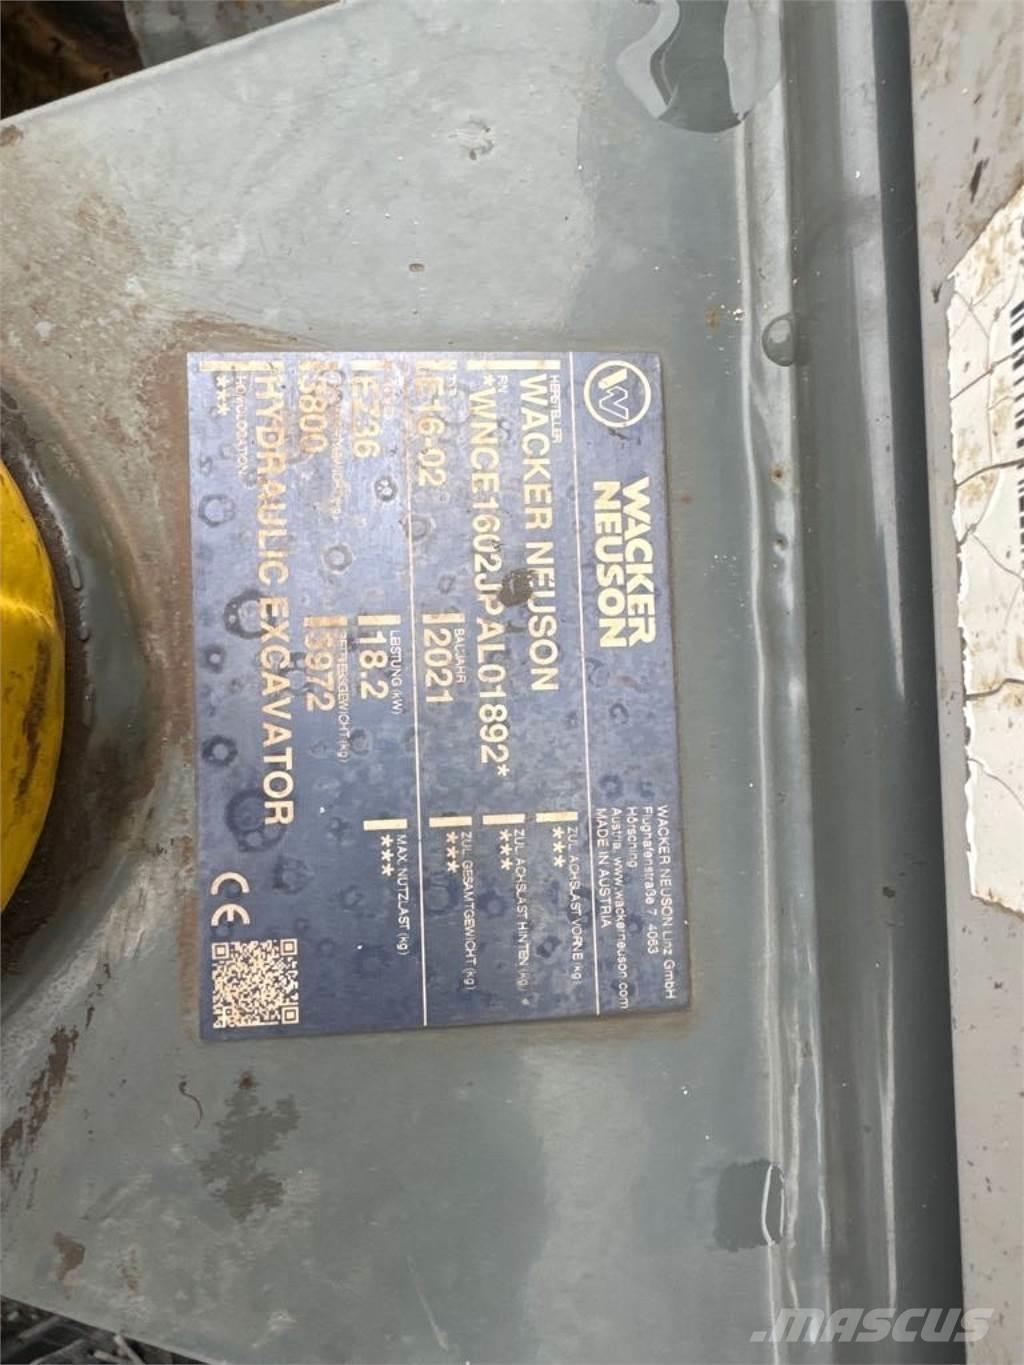 WACKER
NEUSON
WACKER NEUSON Linz GmbH
Flughafenstraße 7 4063
Hörsching,
Austria, www.wackerneuson.com
MADE IN AUSTRIA
HERSTELLER
WACKER NEUSON
*WNCE1602JPAL01892*
E16-02
BAUJAHR
2021
EZ36
LEISTUNG (kW)
18.2
3800
BETRIEBSGEWICHT (kg)
3972
HYDRAULIC EXCAVATOR
***
ZUL. ACHSLAST VORNE (kg)
***
ZUL. ACHSLAST HINTEN (kg)
***
ZUL. GESAMTGEWICHT (kg)
***
MAX. NUTZLAST (kg)
***
CE
MASCUS